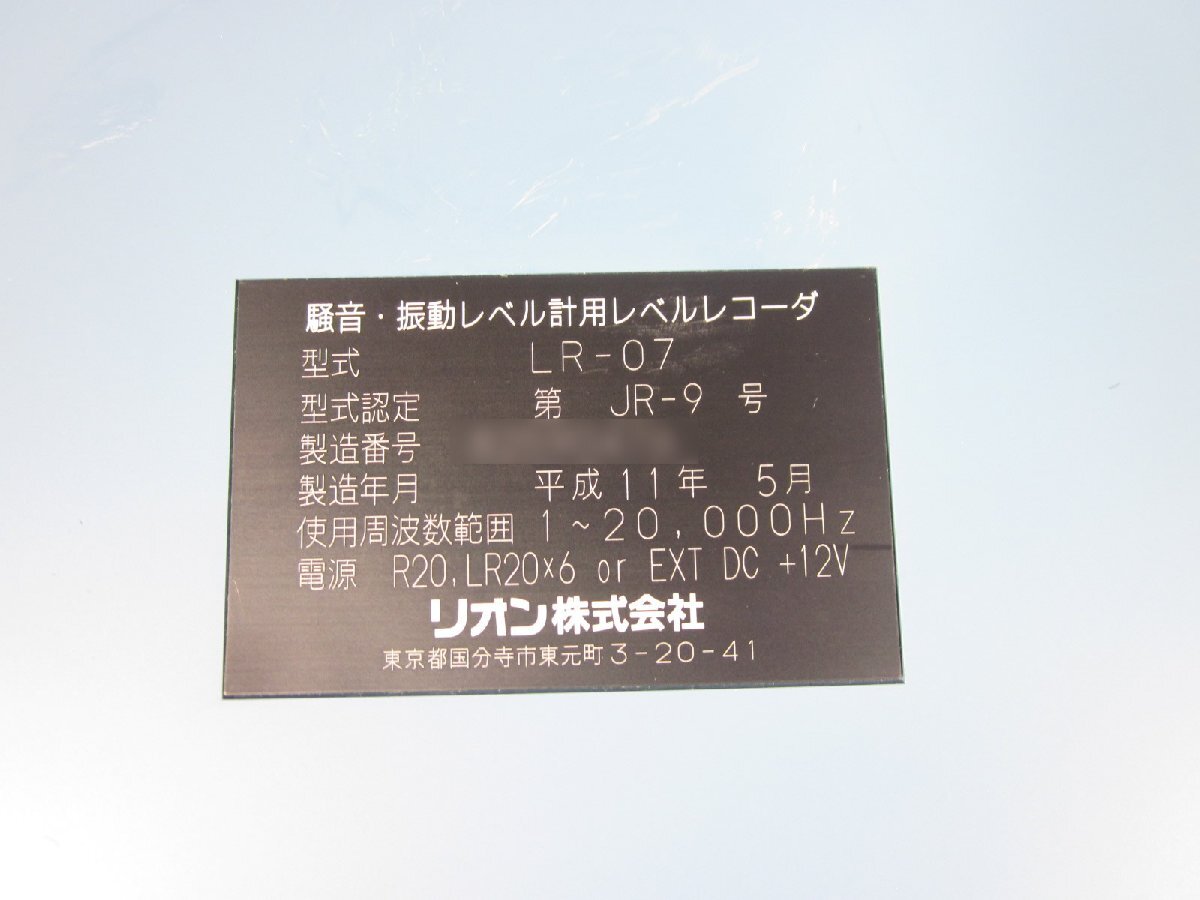 騒音・振動レベル計用レベルレコーダ
型式 LR-07
型式認定 第 JR-9 号
製造番号
製造年月 平成11年 5月
使用周波数範囲 1~20,000Hz
電源 R20,LR20×6 or EXT DC +12V
リオン株式会社
東京都国分寺市東元町3-20-41